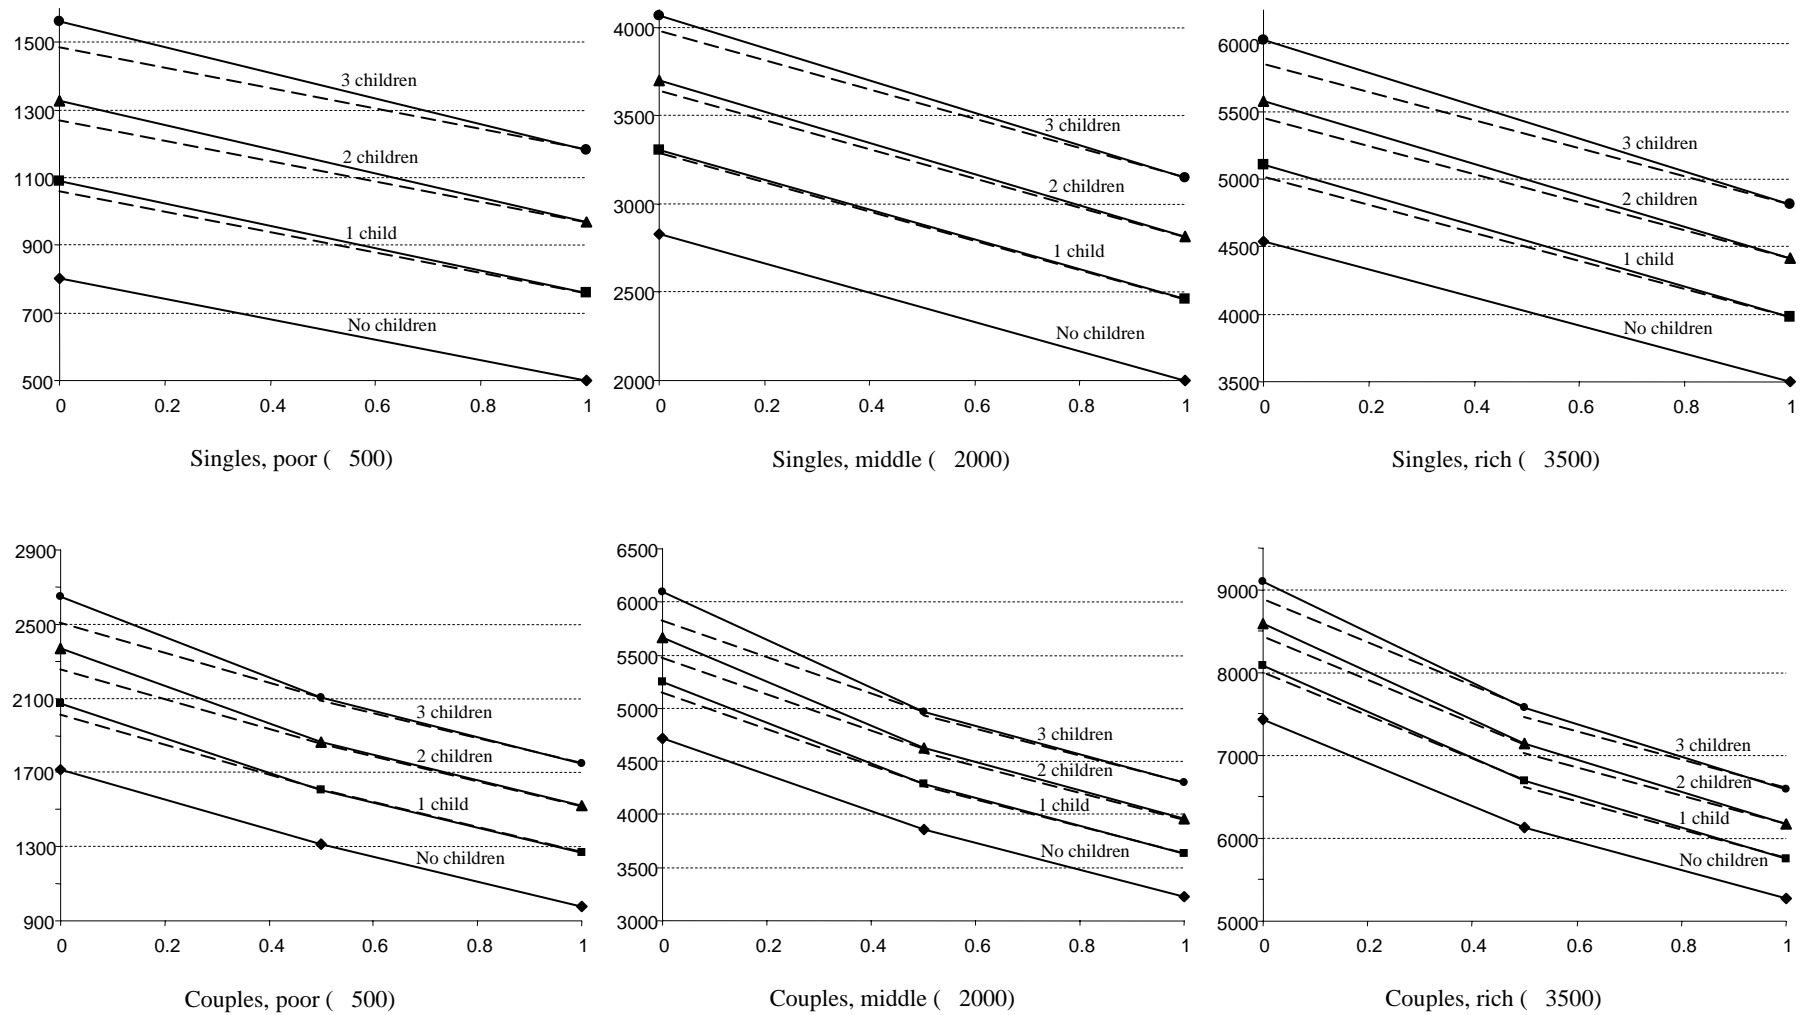 1500
1300
1100
900
700
500
3 children
2 children
1 child
No children
0 0.2 0.4 0.6 0.8 1
Singles, poor ( 500)
4000
3500
3000
2500
2000
3 children
2 children
1 child
No children
0 0.2 0.4 0.6 0.8 1
Singles, middle ( 2000)
6000
5500
5000
4500
4000
3500
3 children
2 children
1 child
No children
0 0.2 0.4 0.6 0.8 1
Singles, rich ( 3500)
2900
2500
2100
1700
1300
900
3 children
2 children
1 child
No children
0 0.2 0.4 0.6 0.8 1
Couples, poor ( 500)
6500
6000
5500
5000
4500
4000
3500
3000
3 children
2 children
1 child
No children
0 0.2 0.4 0.6 0.8 1
Couples, middle ( 2000)
9000
8000
7000
6000
5000
3 children
2 children
1 child
No children
0 0.2 0.4 0.6 0.8 1
Couples, rich ( 3500)